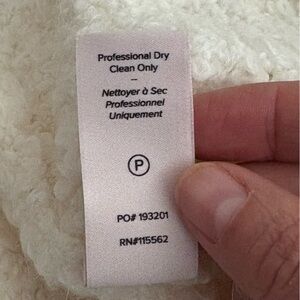 Professional Dry
Clean Only
--
Nettoyer à Sec
Professionnel
Uniquement
P
PO# 193201
RN#115562